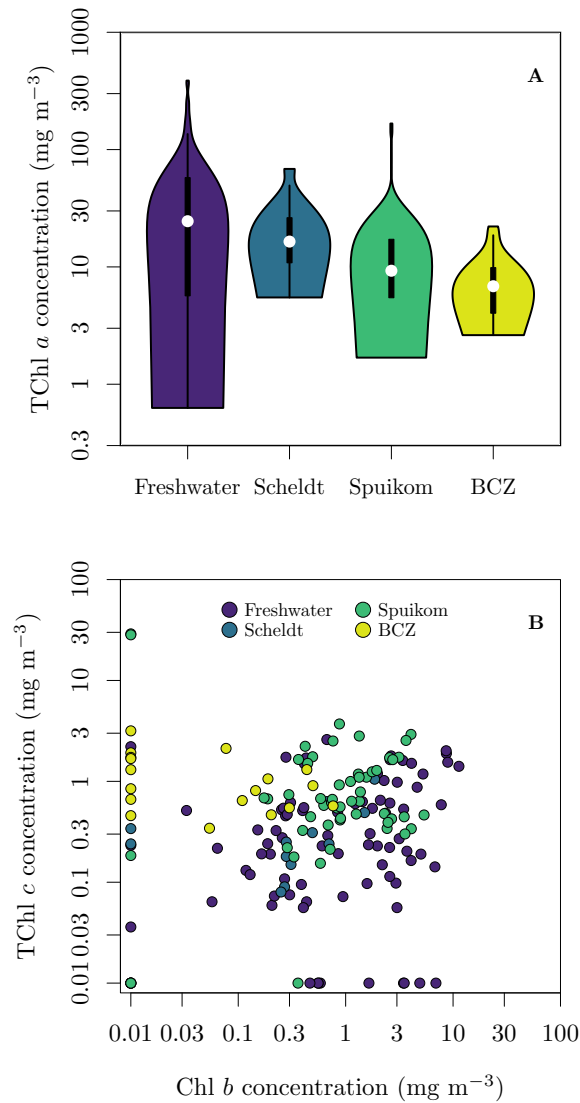 A
TChl a concentration (mg m⁻³)
1000
300
100
30
10
3
1
0.3
Freshwater Scheldt Spuikom BCZ
B
TChl c concentration (mg m⁻³)
100
30
10
3
1
0.3
0.1
0.03
0.01
Freshwater Spuikom
Scheldt BCZ
0.01 0.03 0.1 0.3 1 3 10 30 100
Chl b concentration (mg m⁻³)